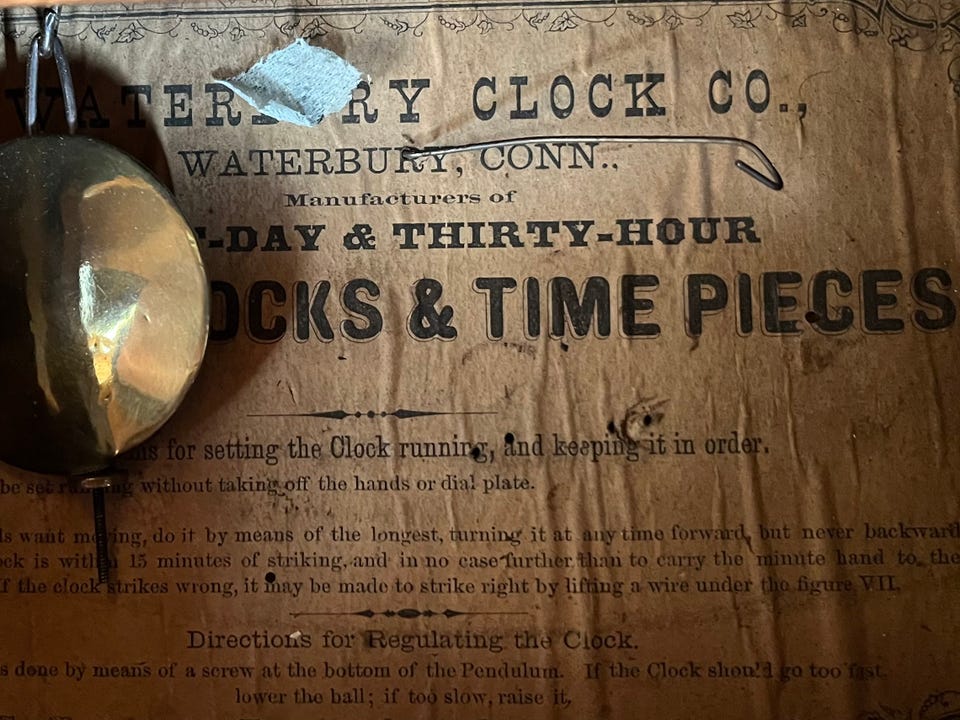 WATERBURY CLOCK CO.,
WATERBURY, CONN.,
Manufacturers of
-DAY & THIRTY-HOUR
OCKS & TIME PIECES
ns for setting the Clock running, and keeping it in order.
be set running without taking off the hands or dial plate.
ds want moving, do it by means of the longest, turning it at any time forward, but never backward
ock is within 15 minutes of striking, and in no case further than to carry the minute hand to the
If the clock strikes wrong, it may be made to strike right by lifting a wire under the figure VII.
Directions for Regulating the Clock.
s done by means of a screw at the bottom of the Pendulum. If the Clock should go too fast,
lower the ball; if too slow, raise it.